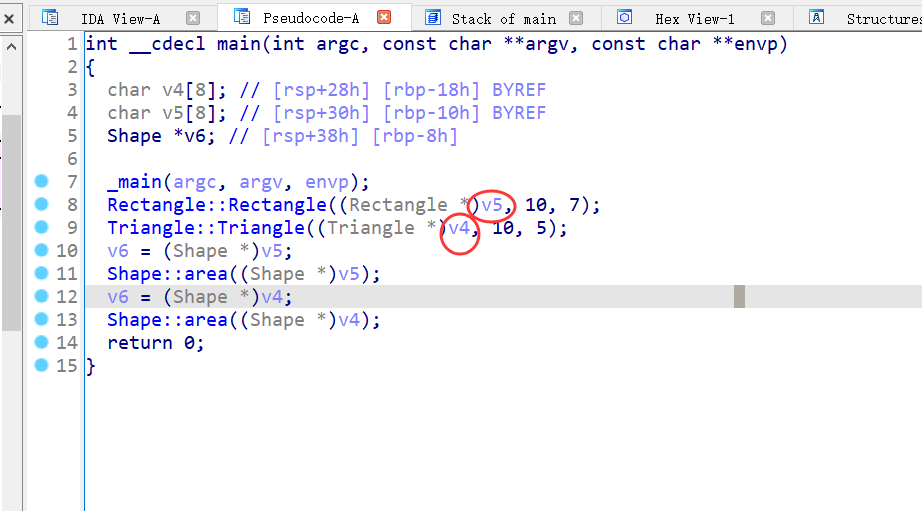 IDA View-A Pseudocode-A Stack of main Hex View-1 Structures
1 int __cdecl main(int argc, const char **argv, const char **envp)
2 {
3 char v4[8]; // [rsp+28h] [rbp-18h] BYREF
4 char v5[8]; // [rsp+30h] [rbp-10h] BYREF
5 Shape *v6; // [rsp+38h] [rbp-8h]
6
7 _main(argc, argv, envp);
8 Rectangle::Rectangle((Rectangle *)v5, 10, 7);
9 Triangle::Triangle((Triangle *)v4, 10, 5);
10 v6 = (Shape *)v5;
11 Shape::area((Shape *)v5);
12 v6 = (Shape *)v4;
13 Shape::area((Shape *)v4);
14 return 0;
15 }